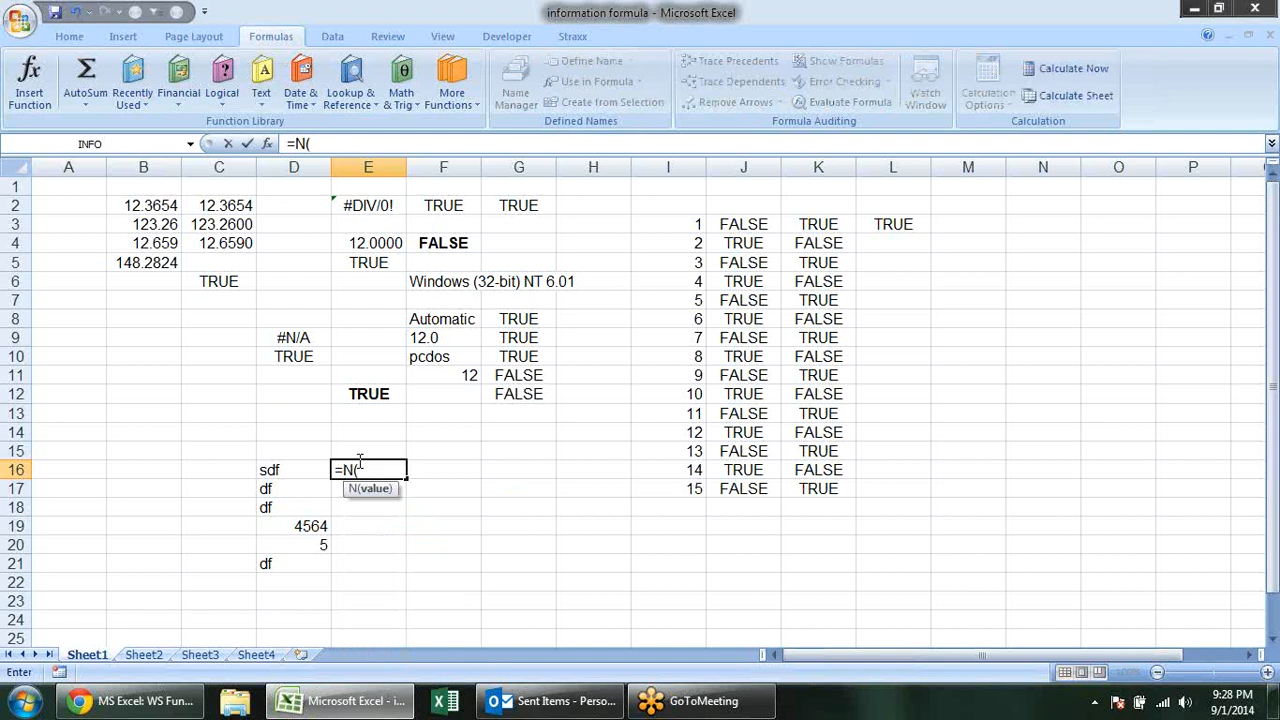 information formula - Microsoft Excel
Home Insert Page Layout Formulas Data Review View Developer Straxx
fx Insert Function
Σ AutoSum
Recently Used
Financial
Logical
Text
Date & Time
Lookup & Reference
Math & Trig
More Functions
Function Library
Name Manager
Define Name
Use in Formula
Create from Selection
Defined Names
Trace Precedents
Trace Dependents
Remove Arrows
Show Formulas
Error Checking
Evaluate Formula
Watch Window
Formula Auditing
Calculation Options
Calculate Now
Calculate Sheet
Calculation
INFO fx =N(
A B C D E F G H I J K L M N O P
1
2 12.3654 12.3654 #DIV/0! TRUE TRUE
3 123.26 123.2600 1 FALSE TRUE TRUE
4 12.659 12.6590 12.0000 FALSE 2 TRUE FALSE
5 148.2824 TRUE 3 FALSE TRUE
6 TRUE Windows (32-bit) NT 6.01 4 TRUE FALSE
7 5 FALSE TRUE
8 Automatic TRUE 6 TRUE FALSE
9 #N/A 12.0 TRUE 7 FALSE TRUE
10 TRUE pcdos TRUE 8 TRUE FALSE
11 12 FALSE 9 FALSE TRUE
12 TRUE FALSE 10 TRUE FALSE
13 11 FALSE TRUE
14 12 TRUE FALSE
15 13 FALSE TRUE
16 sdf =N( 14 TRUE FALSE
17 df N(value) 15 FALSE TRUE
18 df
19 4564
20 5
21 df
22
23
24
25
Sheet1 Sheet2 Sheet3 Sheet4
Enter 100%
MS Excel: WS Fun... Microsoft Excel - i... Sent Items - Perso... GoToMeeting
9:28 PM
9/1/2014